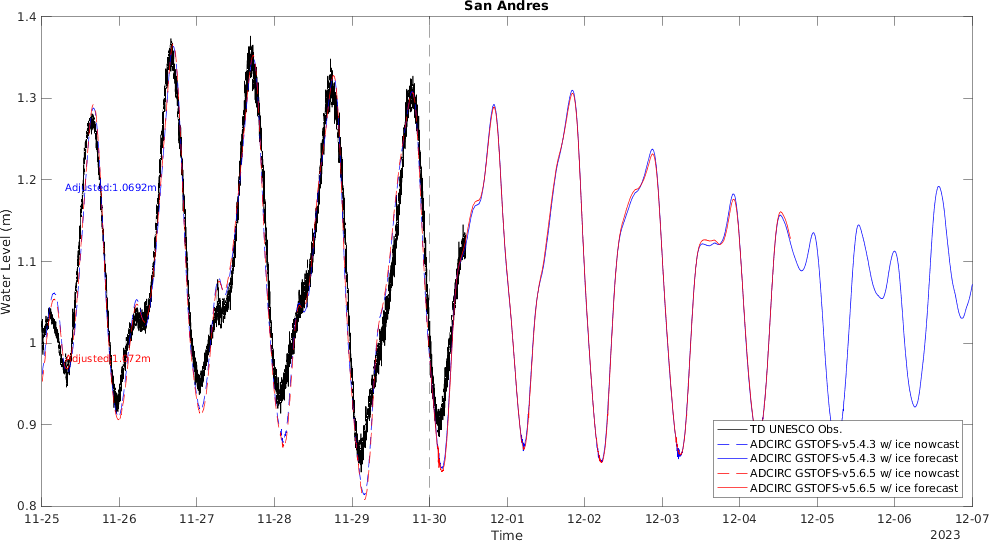 San Andres
1.4
1.3
1.2
1.1
1
0.9
0.8
Water Level (m)
Adjusted:1.0692m
Adjusted:1.072m
TD UNESCO Obs.
ADCIRC GSTOFS-v5.4.3 w/ ice nowcast
ADCIRC GSTOFS-v5.4.3 w/ ice forecast
ADCIRC GSTOFS-v5.6.5 w/ ice nowcast
ADCIRC GSTOFS-v5.6.5 w/ ice forecast
11-25 11-26 11-27 11-28 11-29 11-30 12-01 12-02 12-03 12-04 12-05 12-06 12-07
Time 2023